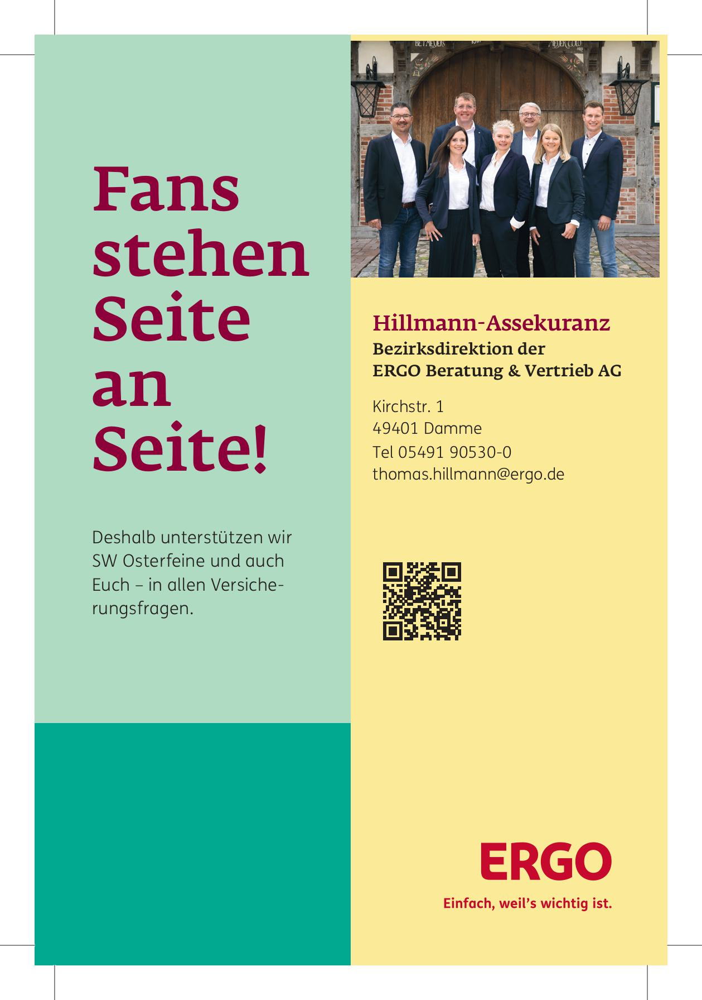 Fans
stehen
Seite
an
Seite!
Deshalb unterstützen wir
SW Osterfeine und auch
Euch – in allen Versiche-
rungsfragen.
Hillmann-Assekuranz
Bezirksdirektion der
ERGO Beratung & Vertrieb AG
Kirchstr. 1
49401 Damme
Tel 05491 90530-0
thomas.hillmann@ergo.de
ERGO
Einfach, weil's wichtig ist.